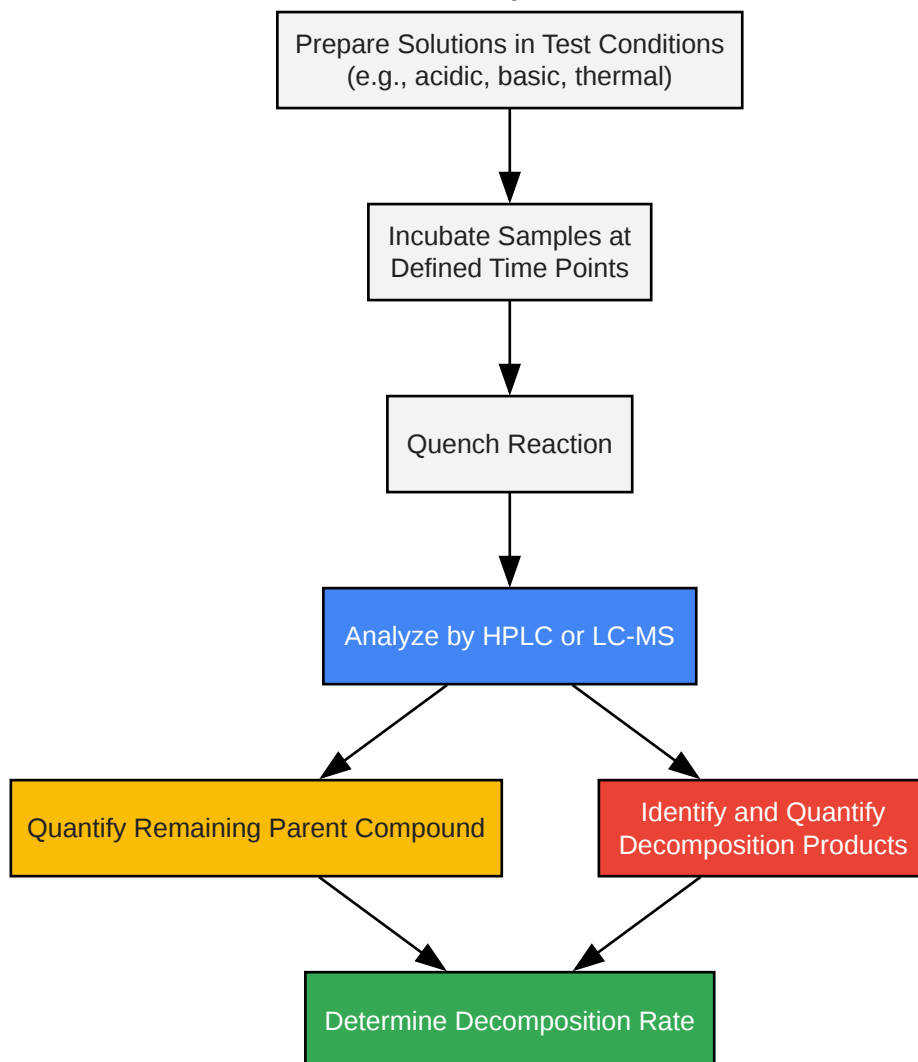 Prepare Solutions in Test Conditions
(e.g., acidic, basic, thermal)
Incubate Samples at
Defined Time Points
Quench Reaction
Analyze by HPLC or LC-MS
Quantify Remaining Parent Compound
Identify and Quantify
Decomposition Products
Determine Decomposition Rate